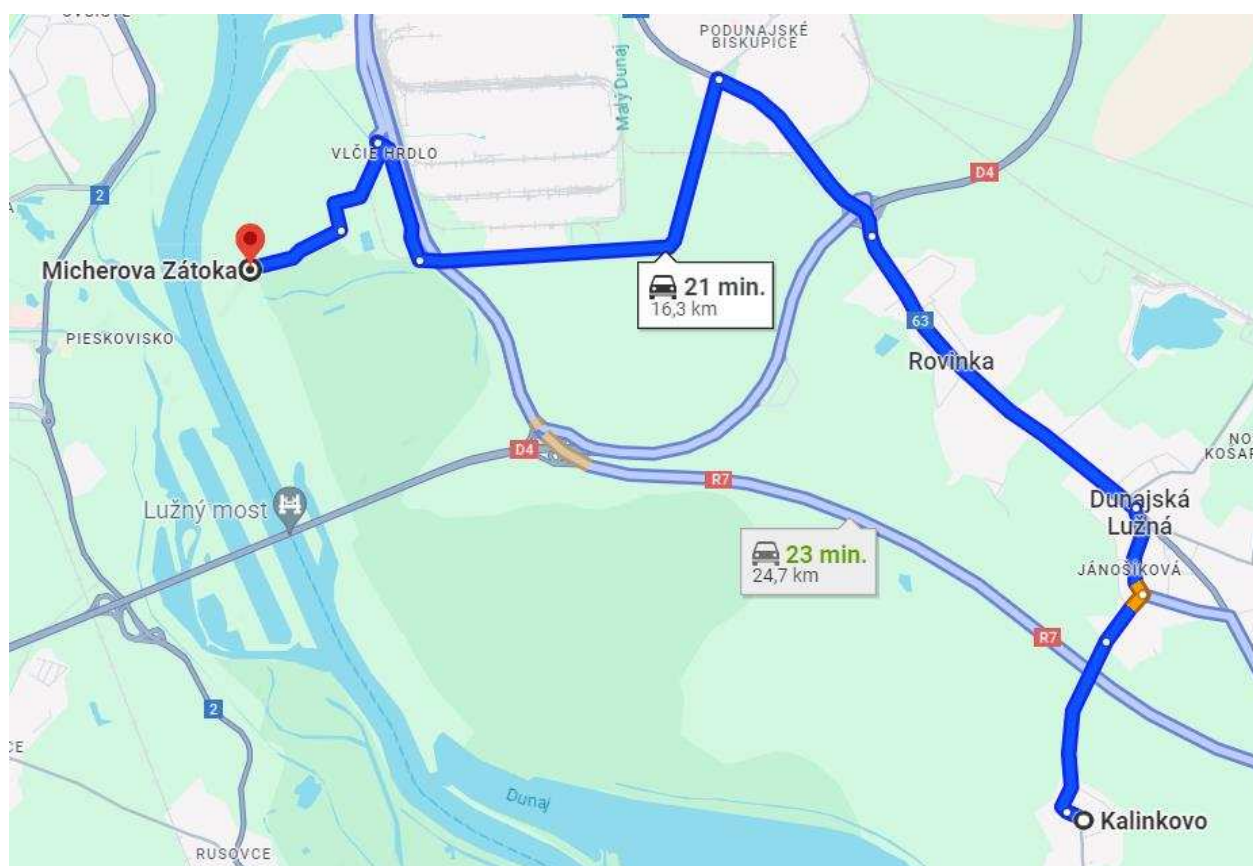 PODUNAJSKÉ
BISKUPICE
Malý Dunaj
VLČIE HRDLO
2
D4
Micherova Zátoka
21 min.
16,3 km
PIESKOVISKO
63
Rovinka
D4
R7
Lužný most
Dunajská
Lužná
23 min.
24,7 km
JÁNOŠÍKOVÁ
R7
2
Dunaj
Kalinkovo
RUSOVCE